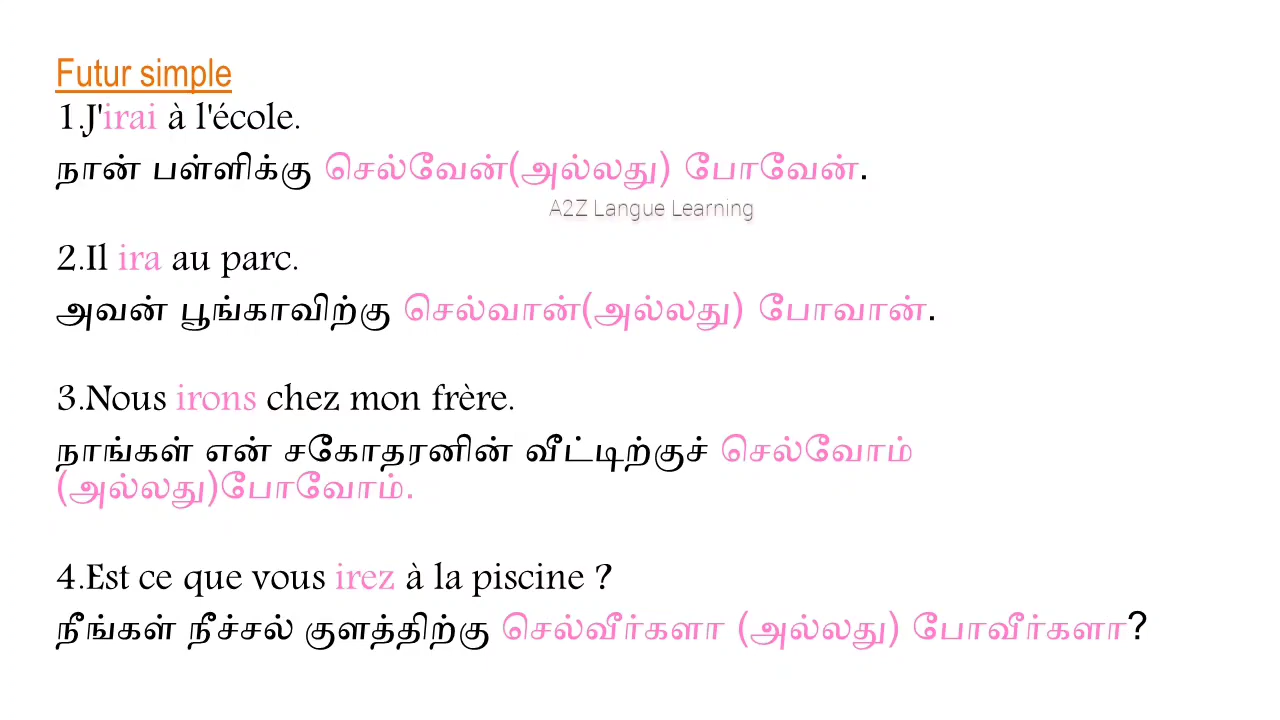 Futur simple
1.J'irai à l'école.
நான் பள்ளிக்கு செல்வேன்(அல்லது) போவேன்.
A2Z Langue Learning
2.Il ira au parc.
அவன் பூங்காவிற்கு செல்வான்(அல்லது) போவான்.
3.Nous irons chez mon frère.
நாங்கள் என் சகோதரனின் வீட்டிற்குச் செல்வோம்
(அல்லது)போவோம்.
4.Est ce que vous irez à la piscine ?
நீங்கள் நீச்சல் குளத்திற்கு செல்வீர்களா (அல்லது) போவீர்களா?